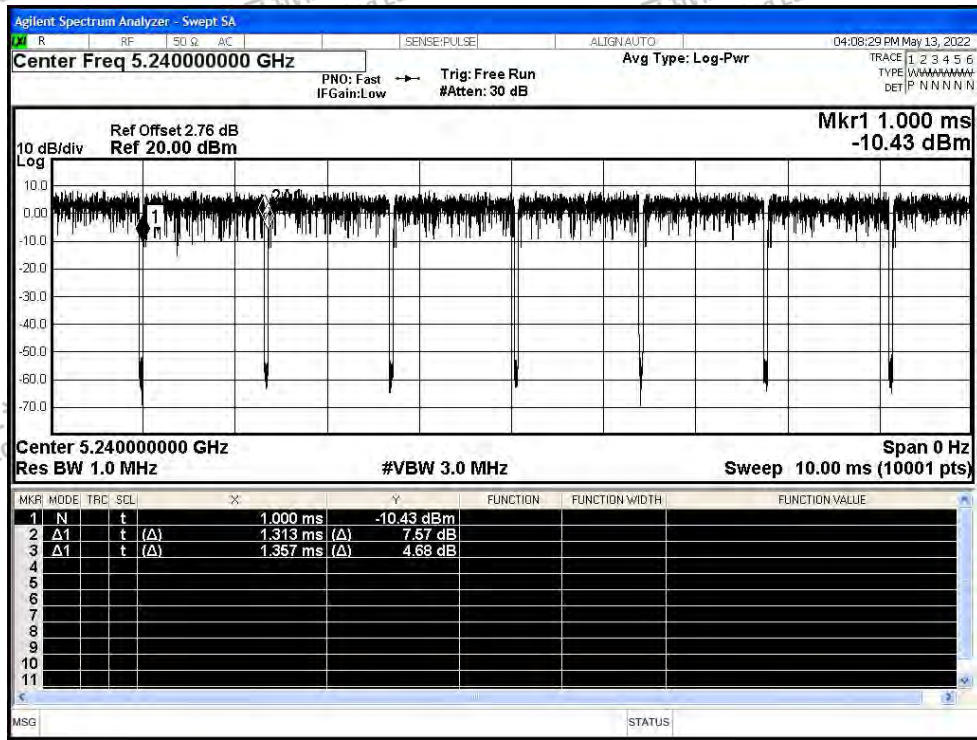 Agilent Spectrum Analyzer - Swept SA
LXI R RF 50 Ω AC SENSE:PULSE ALIGN AUTO 04:08:29 PM May 13, 2022
Center Freq 5.240000000 GHz
PNO: Fast
IFGain:Low
Trig: Free Run
#Atten: 30 dB
Avg Type: Log-Pwr
TRACE 1 2 3 4 5 6
TYPE
DET P N N N N N
Mkr1 1.000 ms
-10.43 dBm
Ref Offset 2.76 dB
10 dB/div Ref 20.00 dBm
Log
10.0
0.00
-10.0
-20.0
-30.0
-40.0
-50.0
-60.0
-70.0
1
Center 5.240000000 GHz Span 0 Hz
Res BW 1.0 MHz #VBW 3.0 MHz Sweep 10.00 ms (10001 pts)
MKR MODE TRC SCL X Y FUNCTION FUNCTION WIDTH FUNCTION VALUE
1 N t 1.000 ms -10.43 dBm
2 Δ1 t (Δ) 1.313 ms (Δ) 7.57 dB
3 Δ1 t (Δ) 1.357 ms (Δ) 4.68 dB
4
5
6
7
8
9
10
11
MSG STATUS